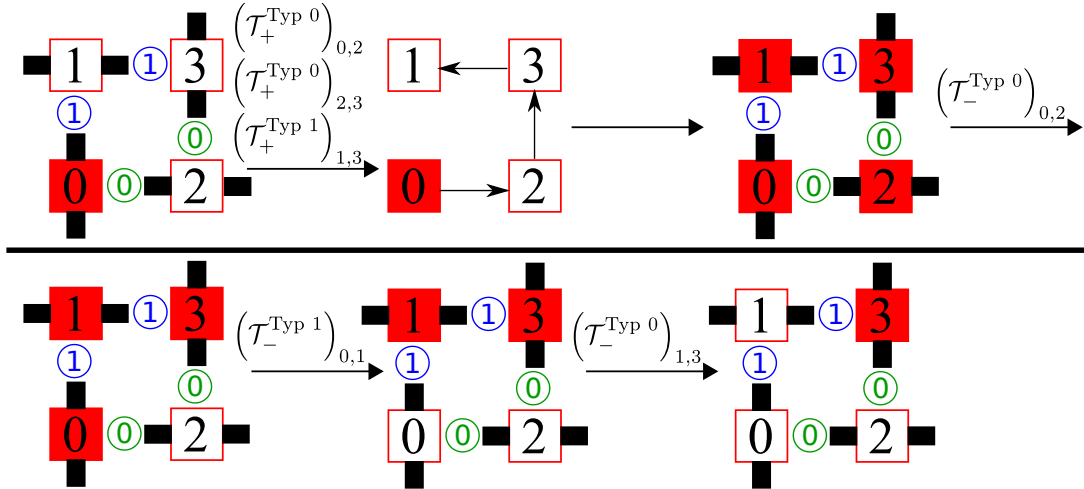 1 1 3 (𝒯₊^{Typ 0})_{0,2} 1 3 1 1 3
(𝒯₊^{Typ 0})_{2,3}
1 0 (𝒯₊^{Typ 1})_{1,3} 1 0 (𝒯₋^{Typ 0})_{0,2}
0 0 2 0 2 0 0 2
1 1 3 (𝒯₋^{Typ 1})_{0,1} 1 1 3 (𝒯₋^{Typ 0})_{1,3} 1 1 3
1 0 1 0 1 0
0 0 2 0 0 2 0 0 2